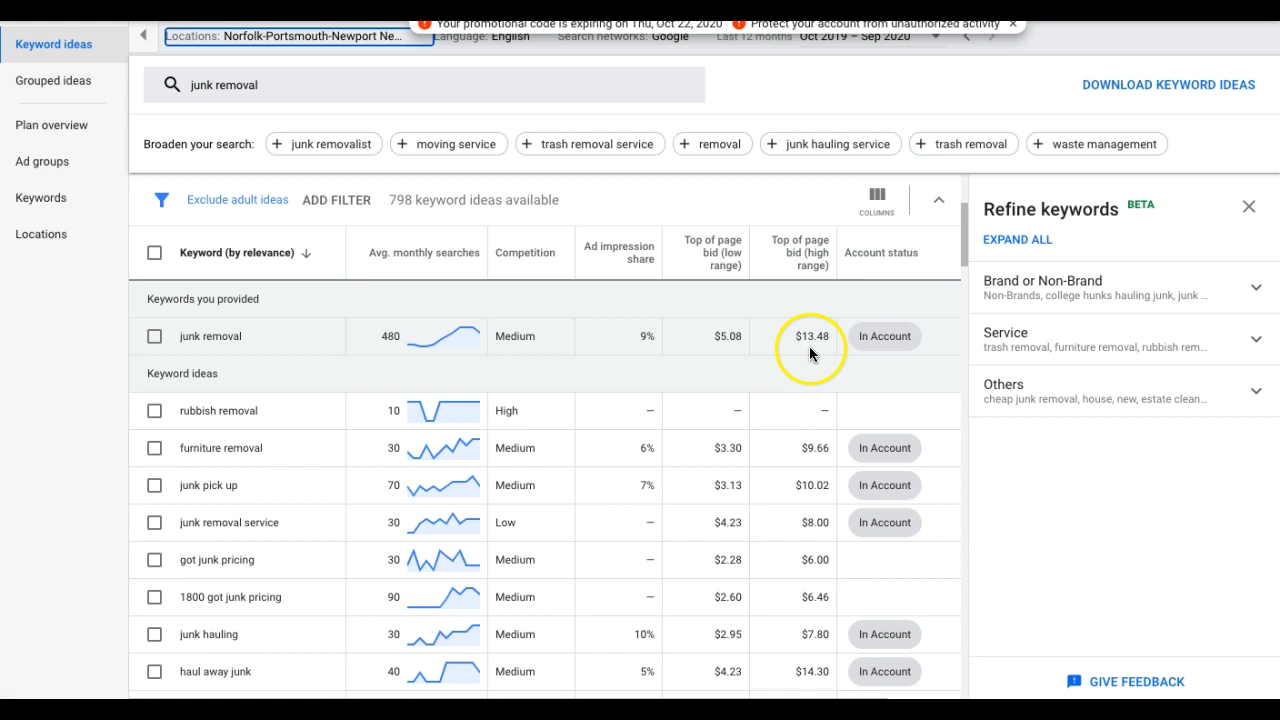 Your promotional code is expiring on Thu, Oct 22, 2020 Protect your account from unauthorized activity
Locations: Norfolk-Portsmouth-Newport Ne... Language: English Search networks: Google Last 12 months Oct 2019 – Sep 2020
Keyword ideas
Grouped ideas
Plan overview
Ad groups
Keywords
Locations
junk removal
DOWNLOAD KEYWORD IDEAS
Broaden your search: + junk removalist + moving service + trash removal service + removal + junk hauling service + trash removal + waste management
Exclude adult ideas ADD FILTER 798 keyword ideas available
COLUMNS
Keyword (by relevance) Avg. monthly searches Competition Ad impression share Top of page bid (low range) Top of page bid (high range) Account status
Keywords you provided
junk removal 480 Medium 9% $5.08 $13.48 In Account
Keyword ideas
rubbish removal 10 High – – –
furniture removal 30 Medium 6% $3.30 $9.66 In Account
junk pick up 70 Medium 7% $3.13 $10.02 In Account
junk removal service 30 Low – $4.23 $8.00 In Account
got junk pricing 30 Medium – $2.28 $6.00
1800 got junk pricing 90 Medium – $2.60 $6.46
junk hauling 30 Medium 10% $2.95 $7.80 In Account
haul away junk 40 Medium 5% $4.23 $14.30 In Account
Refine keywords BETA
EXPAND ALL
Brand or Non-Brand
Non-Brands, college hunks hauling junk, junk ...
Service
trash removal, furniture removal, rubbish rem...
Others
cheap junk removal, house, new, estate clean...
GIVE FEEDBACK